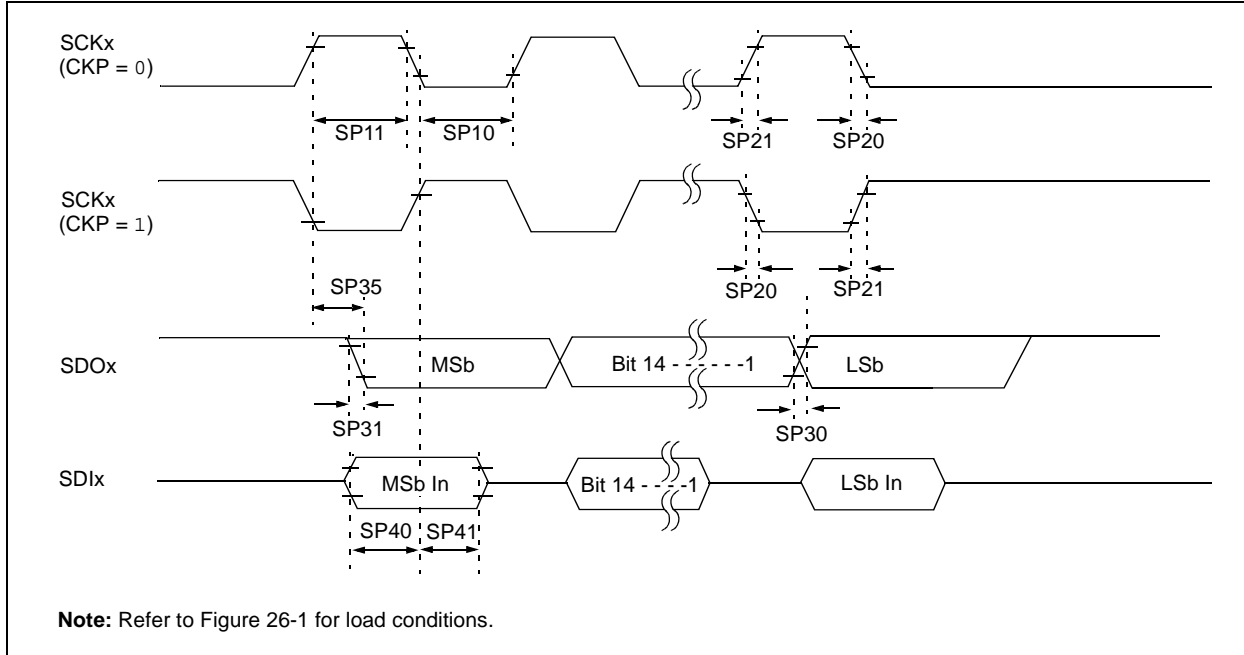 SCKx
(CKP = 0)
SP11 SP10 SP21 SP20
SCKx
(CKP = 1)
SP35 SP20 SP21
SDOx MSb Bit 14 - - - - - -1 LSb
SP31 SP30
SDIx MSb In Bit 14 - - - -1 LSb In
SP40 SP41
Note: Refer to Figure 26-1 for load conditions.